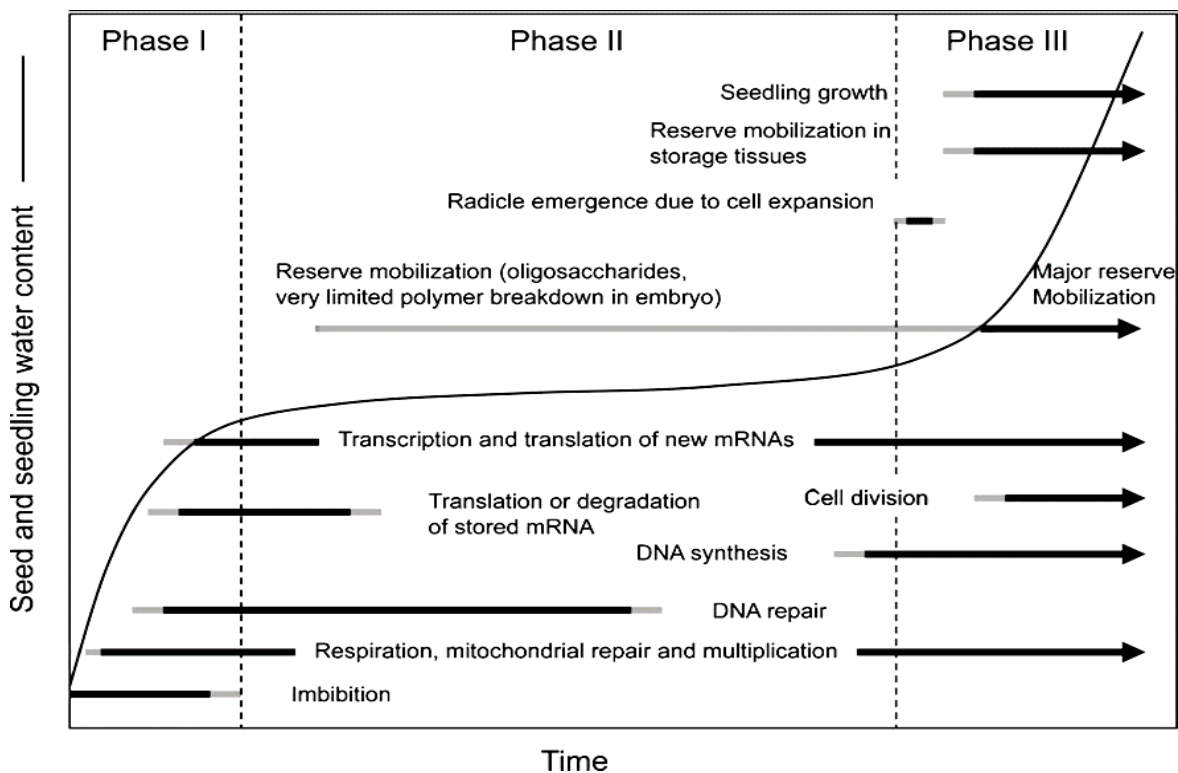 Phase I
Phase II
Phase III
Seedling growth
Reserve mobilization in
storage tissues
Radicle emergence due to cell expansion
Reserve mobilization (oligosaccharides,
very limited polymer breakdown in embryo)
Major reserve
Mobilization
Transcription and translation of new mRNAs
Translation or degradation
of stored mRNA
Cell division
DNA synthesis
DNA repair
Respiration, mitochondrial repair and multiplication
Imbibition
Seed and seedling water content
Time